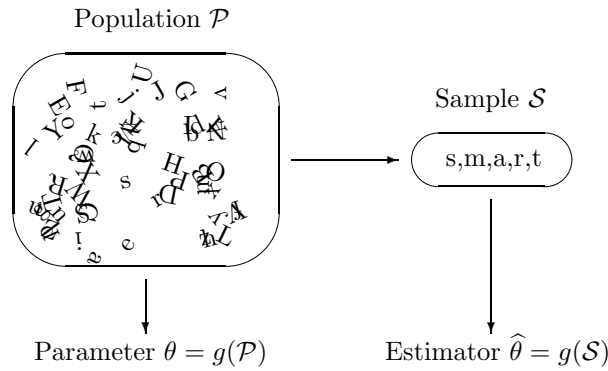 Population 𝒫
Sample 𝒮
s,m,a,r,t
Parameter θ = g(𝒫)
Estimator θ̂ = g(𝒮)